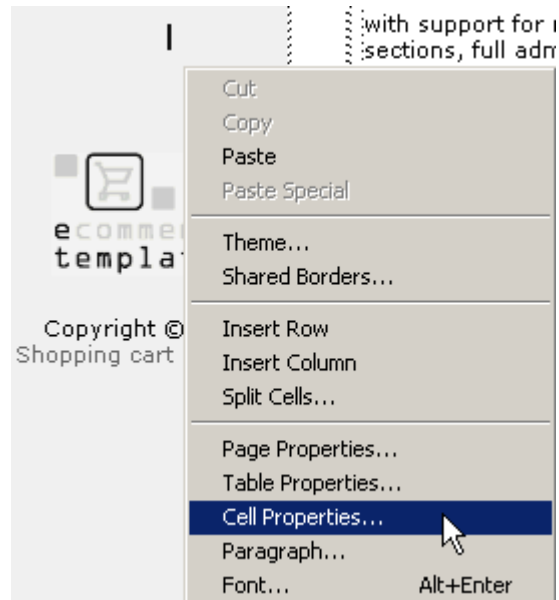 with support for
sections, full adm
Cut
Copy
Paste
Paste Special
Theme...
Shared Borders...
Insert Row
Insert Column
Split Cells...
Page Properties...
Table Properties...
Cell Properties...
Paragraph...
Font... Alt+Enter
ecomme
templa
Copyright ©
Shopping cart